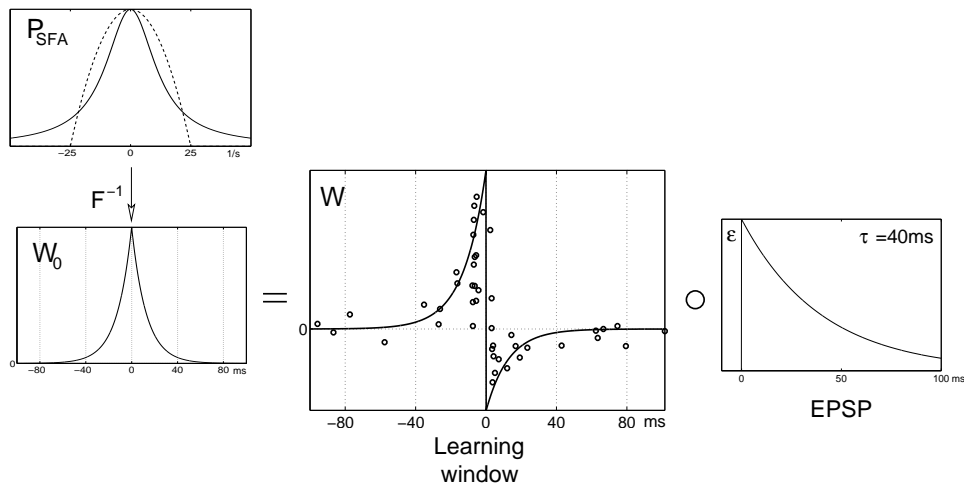 P_SFA
−25 0 25 1/s
F⁻¹
W₀
0
−80 −40 0 40 80 ms
=
W
0
−80 −40 0 40 80 ms
Learning
window
ε τ =40ms
0 50 100 ms
EPSP